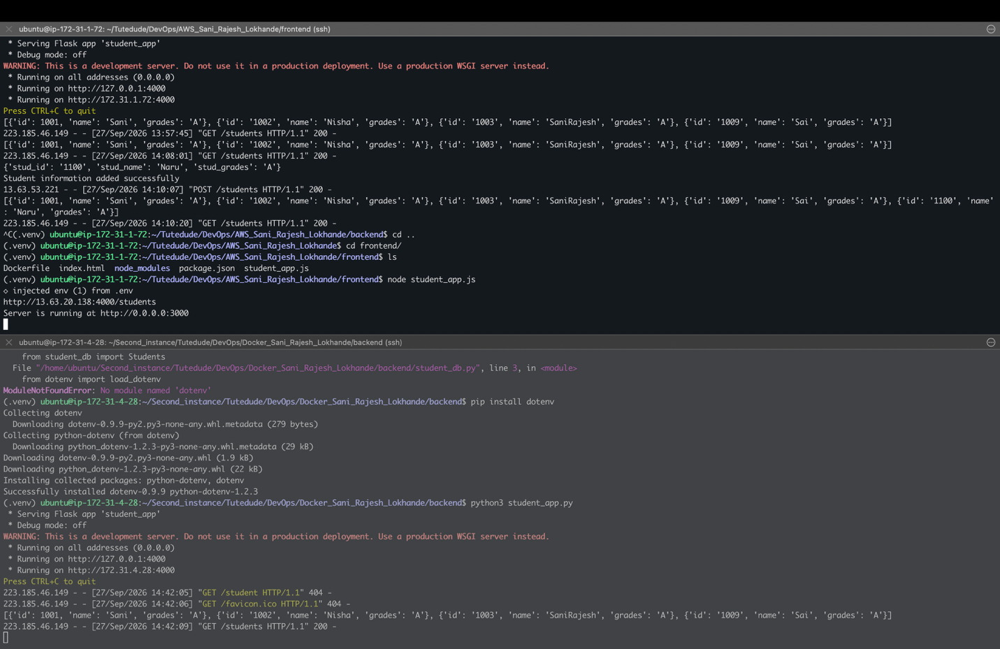 ubuntu@ip-172-31-1-72: ~/Tutedude/DevOps/AWS_Sani_Rajesh_Lokhande/frontend (ssh)
 * Serving Flask app 'student_app'
 * Debug mode: off
WARNING: This is a development server. Do not use it in a production deployment. Use a production WSGI server instead.
 * Running on all addresses (0.0.0.0)
 * Running on http://127.0.0.1:4000
 * Running on http://172.31.1.72:4000
Press CTRL+C to quit
[{'id': 1001, 'name': 'Sani', 'grades': 'A'}, {'id': '1002', 'name': 'Nisha', 'grades': 'A'}, {'id': '1003', 'name': 'SaniRajesh', 'grades': 'A'}, {'id': '1009', 'name': 'Sai', 'grades': 'A'}]
223.185.46.149 - - [27/Sep/2026 13:57:45] "GET /students HTTP/1.1" 200 -
[{'id': 1001, 'name': 'Sani', 'grades': 'A'}, {'id': '1002', 'name': 'Nisha', 'grades': 'A'}, {'id': '1003', 'name': 'SaniRajesh', 'grades': 'A'}, {'id': '1009', 'name': 'Sai', 'grades': 'A'}]
223.185.46.149 - - [27/Sep/2026 14:08:01] "GET /students HTTP/1.1" 200 -
{'stud_id': '1100', 'stud_name': 'Naru', 'stud_grades': 'A'}
Student information added successfully
13.63.53.221 - - [27/Sep/2026 14:10:07] "POST /students HTTP/1.1" 200 -
[{'id': 1001, 'name': 'Sani', 'grades': 'A'}, {'id': '1002', 'name': 'Nisha', 'grades': 'A'}, {'id': '1003', 'name': 'SaniRajesh', 'grades': 'A'}, {'id': '1009', 'name': 'Sai', 'grades': 'A'}, {'id': '1100', 'name'
: 'Naru', 'grades': 'A'}]
223.185.46.149 - - [27/Sep/2026 14:10:20] "GET /students HTTP/1.1" 200 -
^C(.venv) ubuntu@ip-172-31-1-72:~/Tutedude/DevOps/AWS_Sani_Rajesh_Lokhande/backend$ cd ..
(.venv) ubuntu@ip-172-31-1-72:~/Tutedude/DevOps/AWS_Sani_Rajesh_Lokhande$ cd frontend/
(.venv) ubuntu@ip-172-31-1-72:~/Tutedude/DevOps/AWS_Sani_Rajesh_Lokhande/frontend$ ls
Dockerfile  index.html  node_modules  package.json  student_app.js
(.venv) ubuntu@ip-172-31-1-72:~/Tutedude/DevOps/AWS_Sani_Rajesh_Lokhande/frontend$ node student_app.js
◇ injected env (1) from .env
http://13.63.20.138:4000/students
Server is running at http://0.0.0.0:3000
ubuntu@ip-172-31-4-28: ~/Second_instance/Tutedude/DevOps/Docker_Sani_Rajesh_Lokhande/backend (ssh)
    from student_db import Students
  File "/home/ubuntu/Second_instance/Tutedude/DevOps/Docker_Sani_Rajesh_Lokhande/backend/student_db.py", line 3, in <module>
    from dotenv import load_dotenv
ModuleNotFoundError: No module named 'dotenv'
(.venv) ubuntu@ip-172-31-4-28:~/Second_instance/Tutedude/DevOps/Docker_Sani_Rajesh_Lokhande/backend$ pip install dotenv
Collecting dotenv
  Downloading dotenv-0.9.9-py2.py3-none-any.whl.metadata (279 bytes)
Collecting python-dotenv (from dotenv)
  Downloading python_dotenv-1.2.3-py3-none-any.whl.metadata (29 kB)
Downloading dotenv-0.9.9-py2.py3-none-any.whl (1.9 kB)
Downloading python_dotenv-1.2.3-py3-none-any.whl (22 kB)
Installing collected packages: python-dotenv, dotenv
Successfully installed dotenv-0.9.9 python-dotenv-1.2.3
(.venv) ubuntu@ip-172-31-4-28:~/Second_instance/Tutedude/DevOps/Docker_Sani_Rajesh_Lokhande/backend$ python3 student_app.py
 * Serving Flask app 'student_app'
 * Debug mode: off
WARNING: This is a development server. Do not use it in a production deployment. Use a production WSGI server instead.
 * Running on all addresses (0.0.0.0)
 * Running on http://127.0.0.1:4000
 * Running on http://172.31.4.28:4000
Press CTRL+C to quit
223.185.46.149 - - [27/Sep/2026 14:42:05] "GET /student HTTP/1.1" 404 -
223.185.46.149 - - [27/Sep/2026 14:42:06] "GET /favicon.ico HTTP/1.1" 404 -
[{'id': 1001, 'name': 'Sani', 'grades': 'A'}, {'id': '1002', 'name': 'Nisha', 'grades': 'A'}, {'id': '1003', 'name': 'SaniRajesh', 'grades': 'A'}, {'id': '1009', 'name': 'Sai', 'grades': 'A'}]
223.185.46.149 - - [27/Sep/2026 14:42:09] "GET /students HTTP/1.1" 200 -